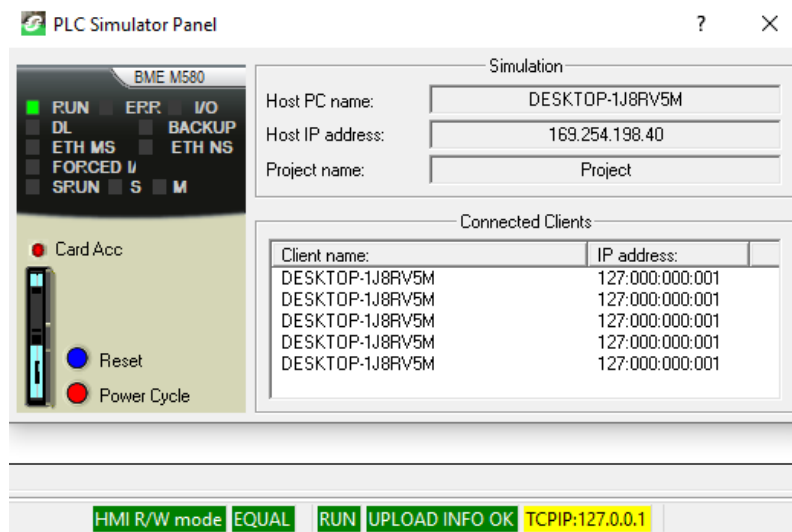 PLC Simulator Panel ? ×
BME M580
RUN ERR I/O
DL BACKUP
ETH MS ETH NS
FORCED I/
SRUN S M
Card Acc
Reset
Power Cycle
Simulation
Host PC name: DESKTOP-1J8RV5M
Host IP address: 169.254.198.40
Project name: Project
Connected Clients
Client name: IP address:
DESKTOP-1J8RV5M 127:000:000:001
DESKTOP-1J8RV5M 127:000:000:001
DESKTOP-1J8RV5M 127:000:000:001
DESKTOP-1J8RV5M 127:000:000:001
DESKTOP-1J8RV5M 127:000:000:001
HMI R/W mode EQUAL RUN UPLOAD INFO OK TCPIP:127.0.0.1